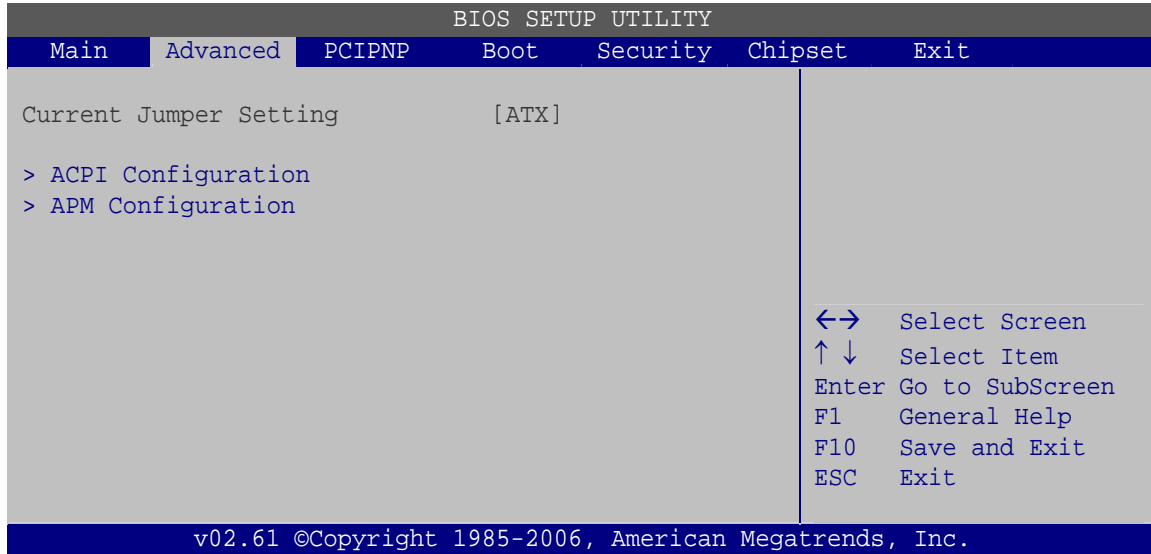 BIOS SETUP UTILITY
Main Advanced PCIPNP Boot Security Chipset Exit
Current Jumper Setting [ATX]
> ACPI Configuration
> APM Configuration
←→ Select Screen
↑ ↓ Select Item
Enter Go to SubScreen
F1 General Help
F10 Save and Exit
ESC Exit
v02.61 ©Copyright 1985-2006, American Megatrends, Inc.